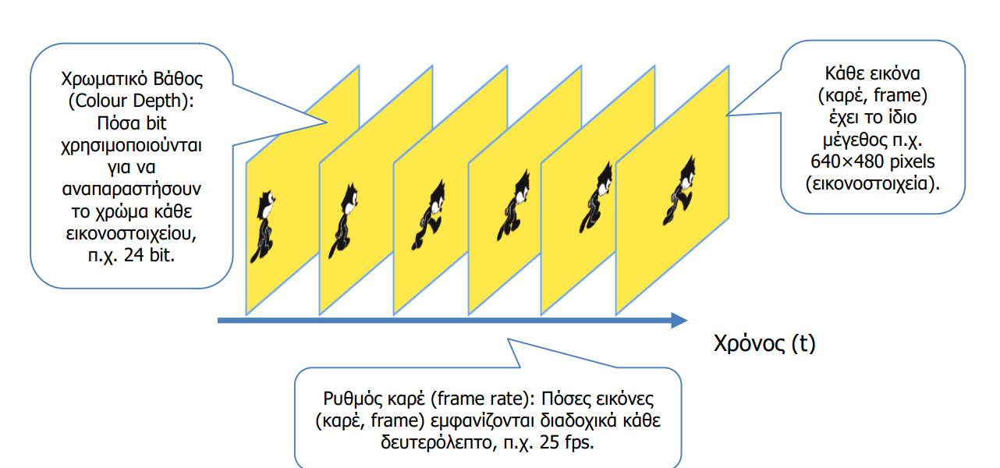 Χρωματικό Βάθος
(Colour Depth):
Πόσα bit
χρησιμοποιούνται
για να
αναπαραστήσουν
το χρώμα κάθε
εικονοστοιχείου,
π.χ. 24 bit.
Κάθε εικόνα
(καρέ, frame)
έχει το ίδιο
μέγεθος π.χ.
640×480 pixels
(εικονοστοιχεία).
Χρόνος (t)
Ρυθμός καρέ (frame rate): Πόσες εικόνες
(καρέ, frame) εμφανίζονται διαδοχικά κάθε
δευτερόλεπτο, π.χ. 25 fps.